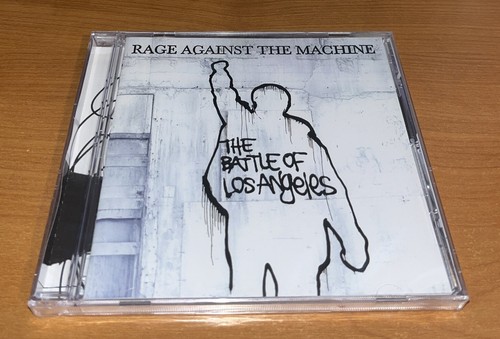 RAGE AGAINST THE MACHINE
THE
BATTLE OF
LOS ANGELES